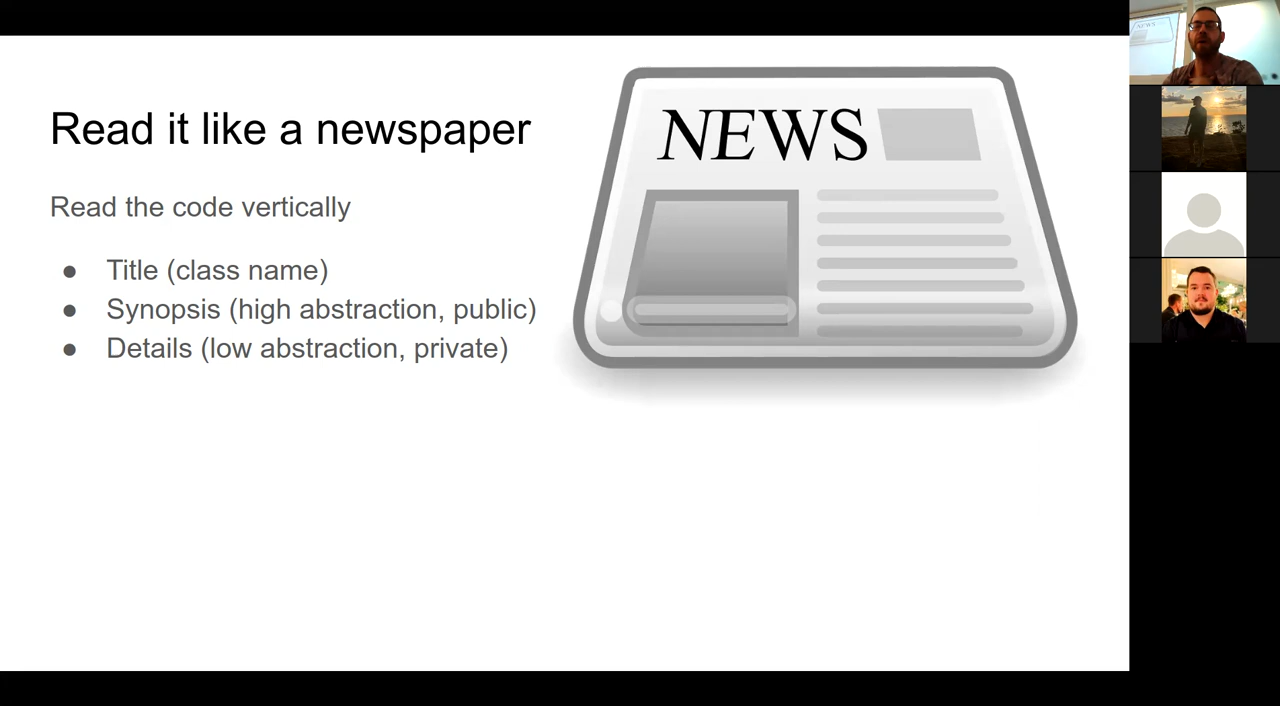 Read it like a newspaper
Read the code vertically
● Title (class name)
● Synopsis (high abstraction, public)
● Details (low abstraction, private)
NEWS
NEWS